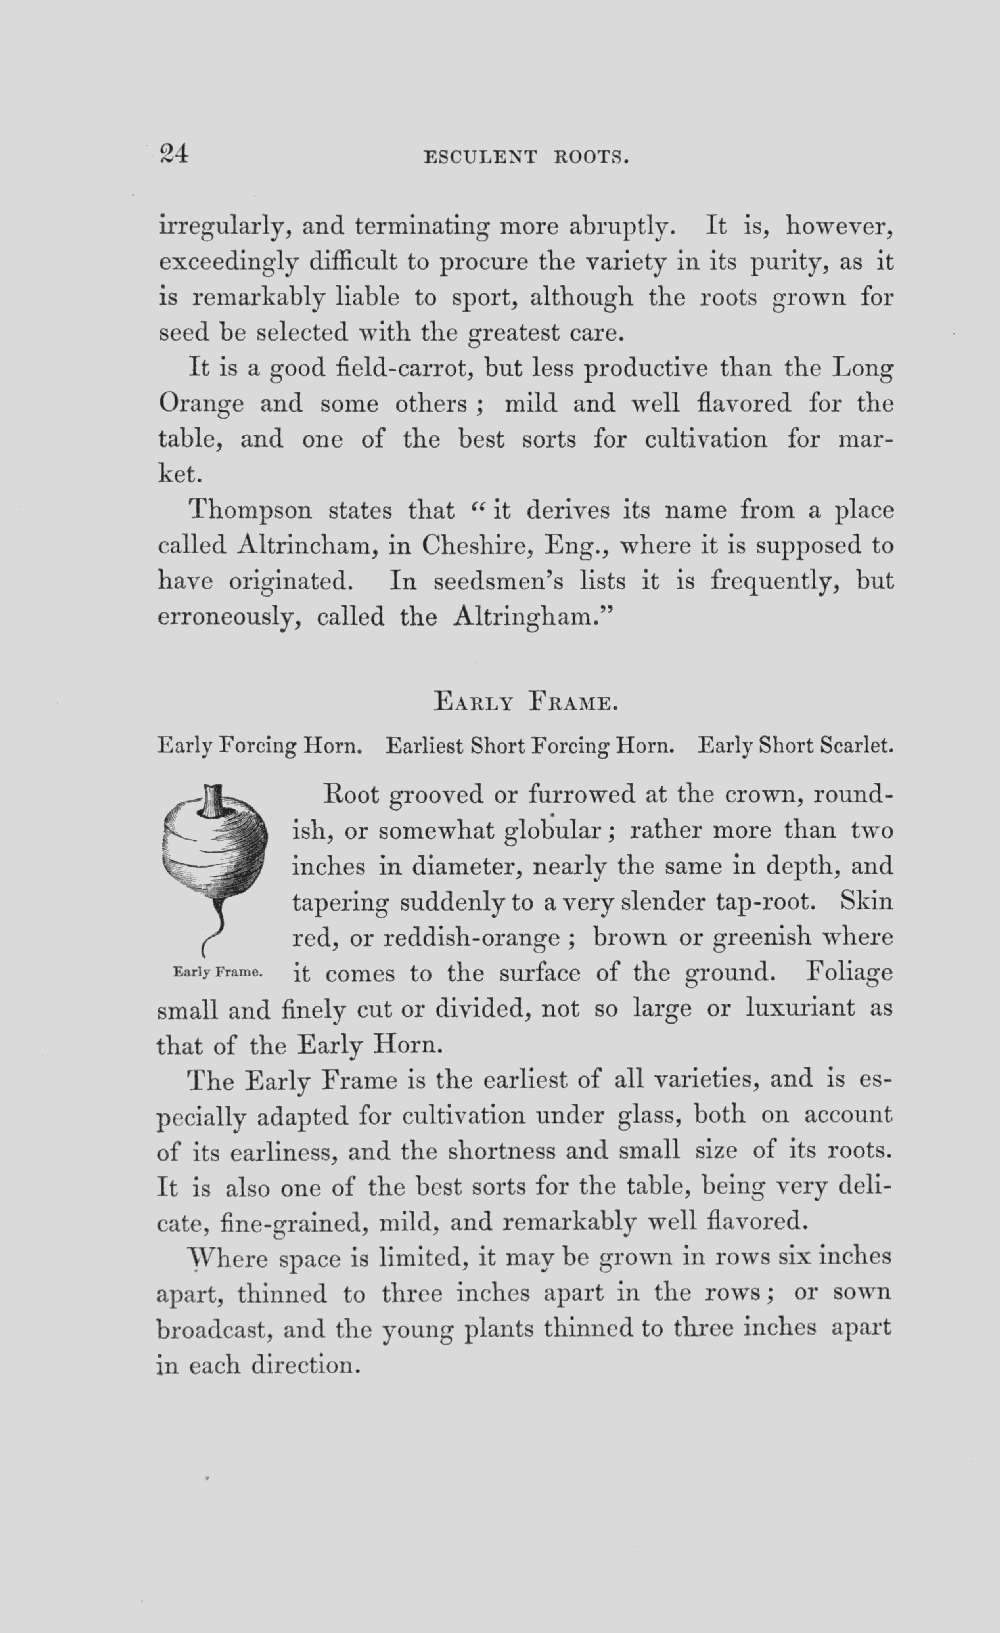 24
ESCULENT ROOTS.
irregularly, and terminating more abruptly. It is, however,
exceedingly difficult to procure the variety in its purity, as it
is remarkably liable to sport, although the roots grown for
seed be selected with the greatest care.
It is a good field-carrot, but less productive than the Long
Orange and some others ; mild and well flavored for the
table, and one of the best sorts for cultivation for mar-
ket.
Thompson states that “ it derives its name from a place
called Altrincham, in Cheshire, Eng., where it is supposed to
have originated. In seedsmen’s lists it is frequently, but
erroneously, called the Altringham.”
EARLY FRAME.
Early Forcing Horn. Earliest Short Forcing Horn. Early Short Scarlet.
Root grooved or furrowed at the crown, round-
ish, or somewhat globular ; rather more than two
inches in diameter, nearly the same in depth, and
tapering suddenly to a very slender tap-root. Skin
red, or reddish-orange ; brown or greenish where
Early Frame.
it comes to the surface of the ground. Foliage
small and finely cut or divided, not so large or luxuriant as
that of the Early Horn.
The Early Frame is the earliest of all varieties, and is es-
pecially adapted for cultivation under glass, both on account
of its earliness, and the shortness and small size of its roots.
It is also one of the best sorts for the table, being very deli-
cate, fine-grained, mild, and remarkably well flavored.
Where space is limited, it may be grown in rows six inches
apart, thinned to three inches apart in the rows ; or sown
broadcast, and the young plants thinned to three inches apart
in each direction.